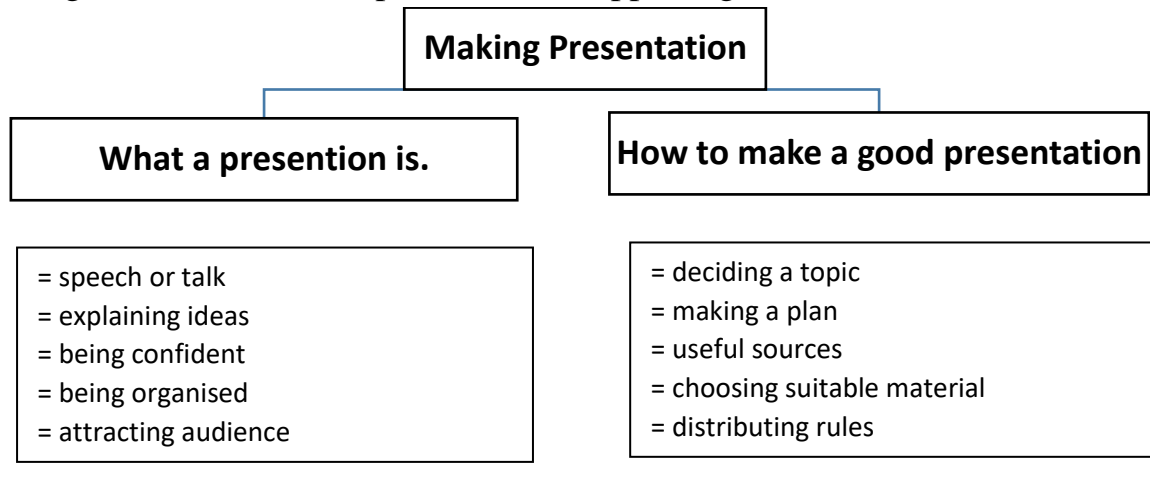 Making Presentation
What a presention is.
How to make a good presentation
= speech or talk
= explaining ideas
= being confident
= being organised
= attracting audience
= deciding a topic
= making a plan
= useful sources
= choosing suitable material
= distributing rules